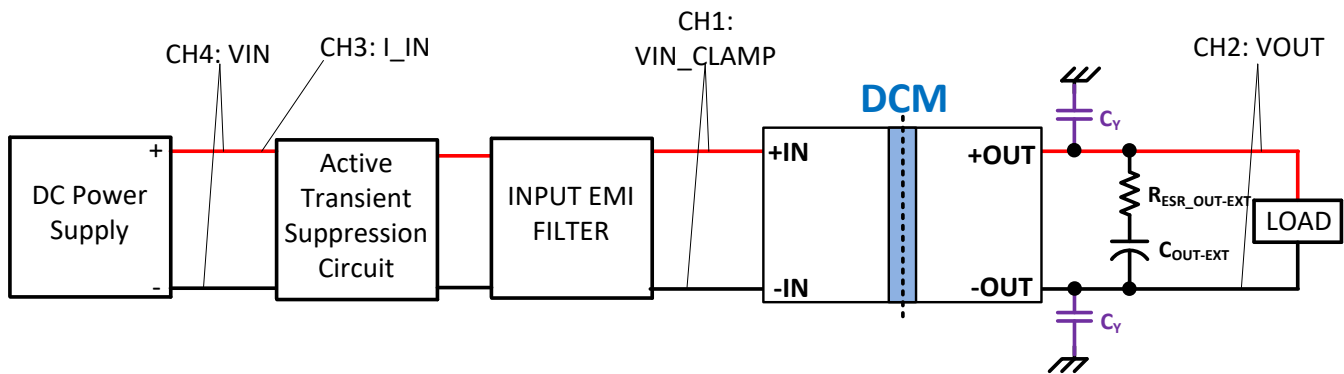 CH4: VIN
CH3: I_IN
CH1:
VIN_CLAMP
CH2: VOUT
DCM
DC Power
Supply
+
-
Active
Transient
Suppression
Circuit
INPUT EMI
FILTER
+IN
-IN
+OUT
-OUT
CY
RESR_OUT-EXT
COUT-EXT
LOAD
CY